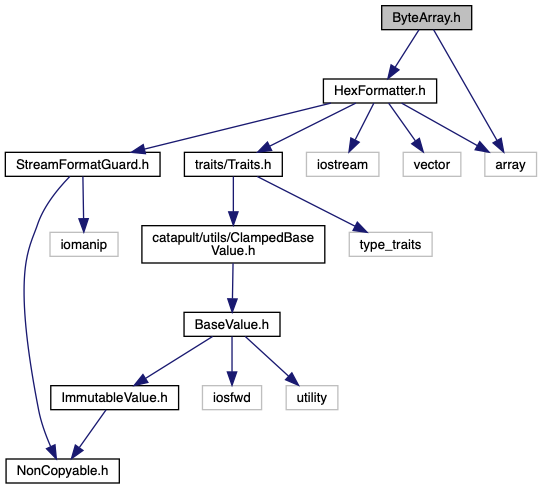 ByteArray.h
HexFormatter.h
StreamFormatGuard.h
traits/Traits.h
iostream
vector
array
iomanip
catapult/utils/ClampedBase
Value.h
type_traits
BaseValue.h
ImmutableValue.h
iosfwd
utility
NonCopyable.h